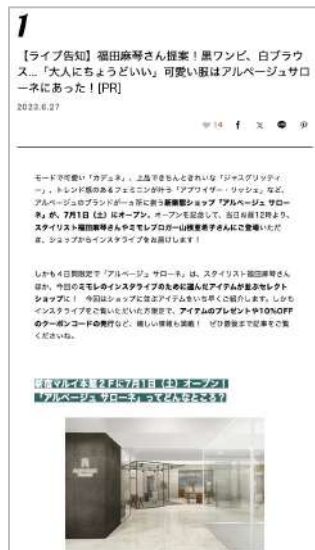 1
【ライブ告知】福田麻琴さん提案！黒ワンピ、白ブラウ
ス…「大人にちょうどいい」可愛い服はアルページュサロ
ーネにあった！[PR]
2023.6.27
14
モードで可愛い「カデュネ」、上品できちんときれいな「ジャスグリッティ
ー」、トレンド感のあるフェミニンが叶う「アプワイザー・リッシェ」など、
アルページュのブランドが一ヵ所に揃う新業態ショップ「アルページュ サロー
ネ」が、7月1日（土）にオープン。オープンを記念して、当日お昼12時より、
スタイリスト福田麻琴さんやミモレブロガー山根亜希子さんにご登場いただ
き、ショップからインスタライブをお届けします！
しかも4日間限定で「アルページュ サローネ」は、スタイリスト福田麻琴さん
ほか、今回のミモレのインスタライブのために選んだアイテムが並ぶセレクト
ショップに！ 今回はショップに並ぶアイテムをいち早くご紹介します。しかも
インスタライブをご覧いただいた方限定で、アイテムのプレゼントや10%OFF
のクーポンコードの発行など、嬉しい情報も満載！ ぜひ最後まで記事をご覧
くださいね。
新宿マルイ本館2Fに7月1日（土）オープン！
「アルページュ サローネ」ってどんなところ？